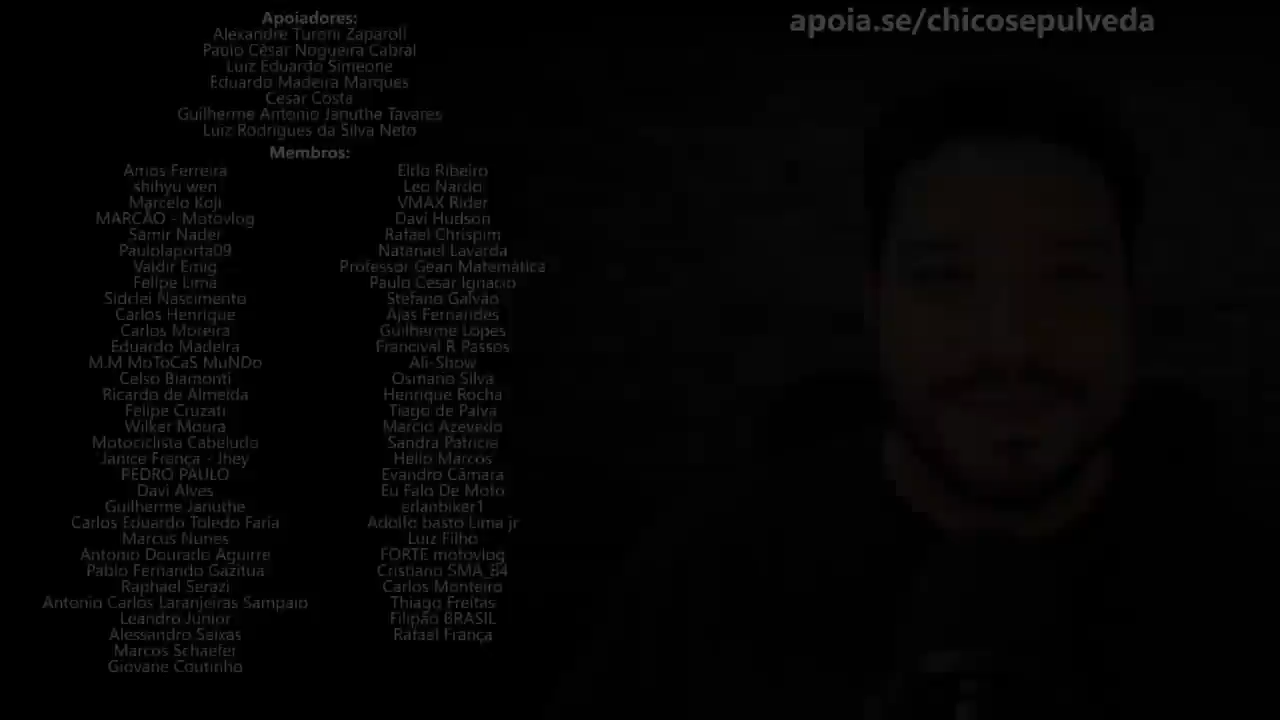 apoia.se/chicosepulveda
Apoiadores:
Alexandre Turoni Zaparoll
Paulo César Nogueira Cabral
Luiz Eduardo Simeone
Eduardo Madeira Marques
Cesar Costa
Guilherme Antonio Januthe Tavares
Luiz Rodrigues da Silva Neto
Membros:
Amós Ferreira
shihyu wen
Marcelo Koji
MARCÃO - Motovlog
Samir Nader
Paulolaporta09
Valdir Emig
Felipe Lima
Sidclei Nascimento
Carlos Henrique
Carlos Moreira
Eduardo Madeira
M.M MoToCaS MuNDo
Celso Biamonti
Ricardo de Almeida
Felipe Cruzati
Wilker Moura
Motociclista Cabeludo
Janice França - Jhey
PEDRO PAULO
Davi Alves
Guilherme Januthe
Carlos Eduardo Toledo Faria
Marcus Nunes
Antonio Dourado Aguirre
Pablo Fernando Gazitua
Raphael Serazi
Antonio Carlos Laranjeiras Sampaio
Leandro Junior
Alessandro Seixas
Marcos Schaefer
Giovane Coutinho
Ribeiro
Leo Nardo
VMAX Rider
Davi Hudson
Rafael Chrispim
Natanael Lavarda
Professor Gean Matemática
Paulo Cesar Ignacio
Stefano Galvão
Ajas Fernandes
Guilherme Lopes
Francival R Passos
Ali-Show
Osmano Silva
Henrique Rocha
Tiago de Paiva
Marcio Azevedo
Sandra Patricia
Helio Marcos
Evandro Câmara
Eu Falo De Moto
erlanbiker1
Adolfo basto Lima jr
Luiz Filho
FORTE motovlog
Cristiano SMA_84
Carlos Monteiro
Thiago Freitas
Filipão BRASIL
Rafael França